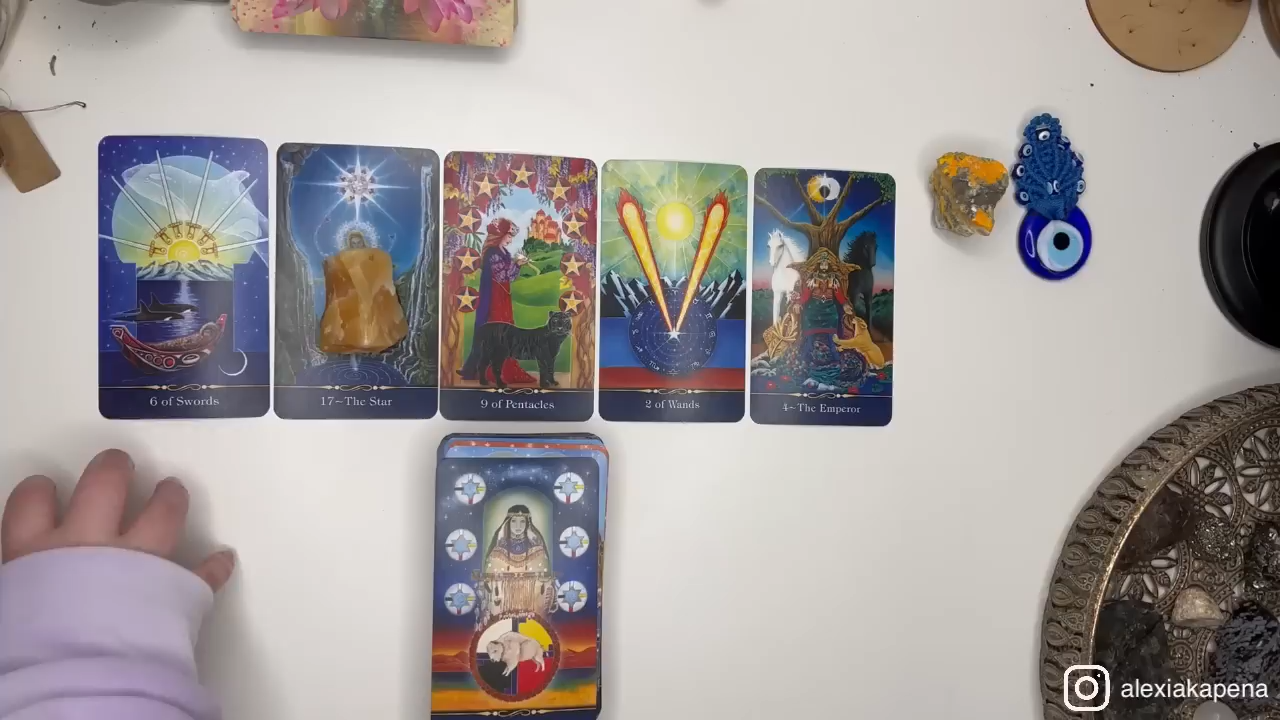 6 of Swords
17~The Star
9 of Pentacles
2 of Wands
4~The Emperor
alexiakapena